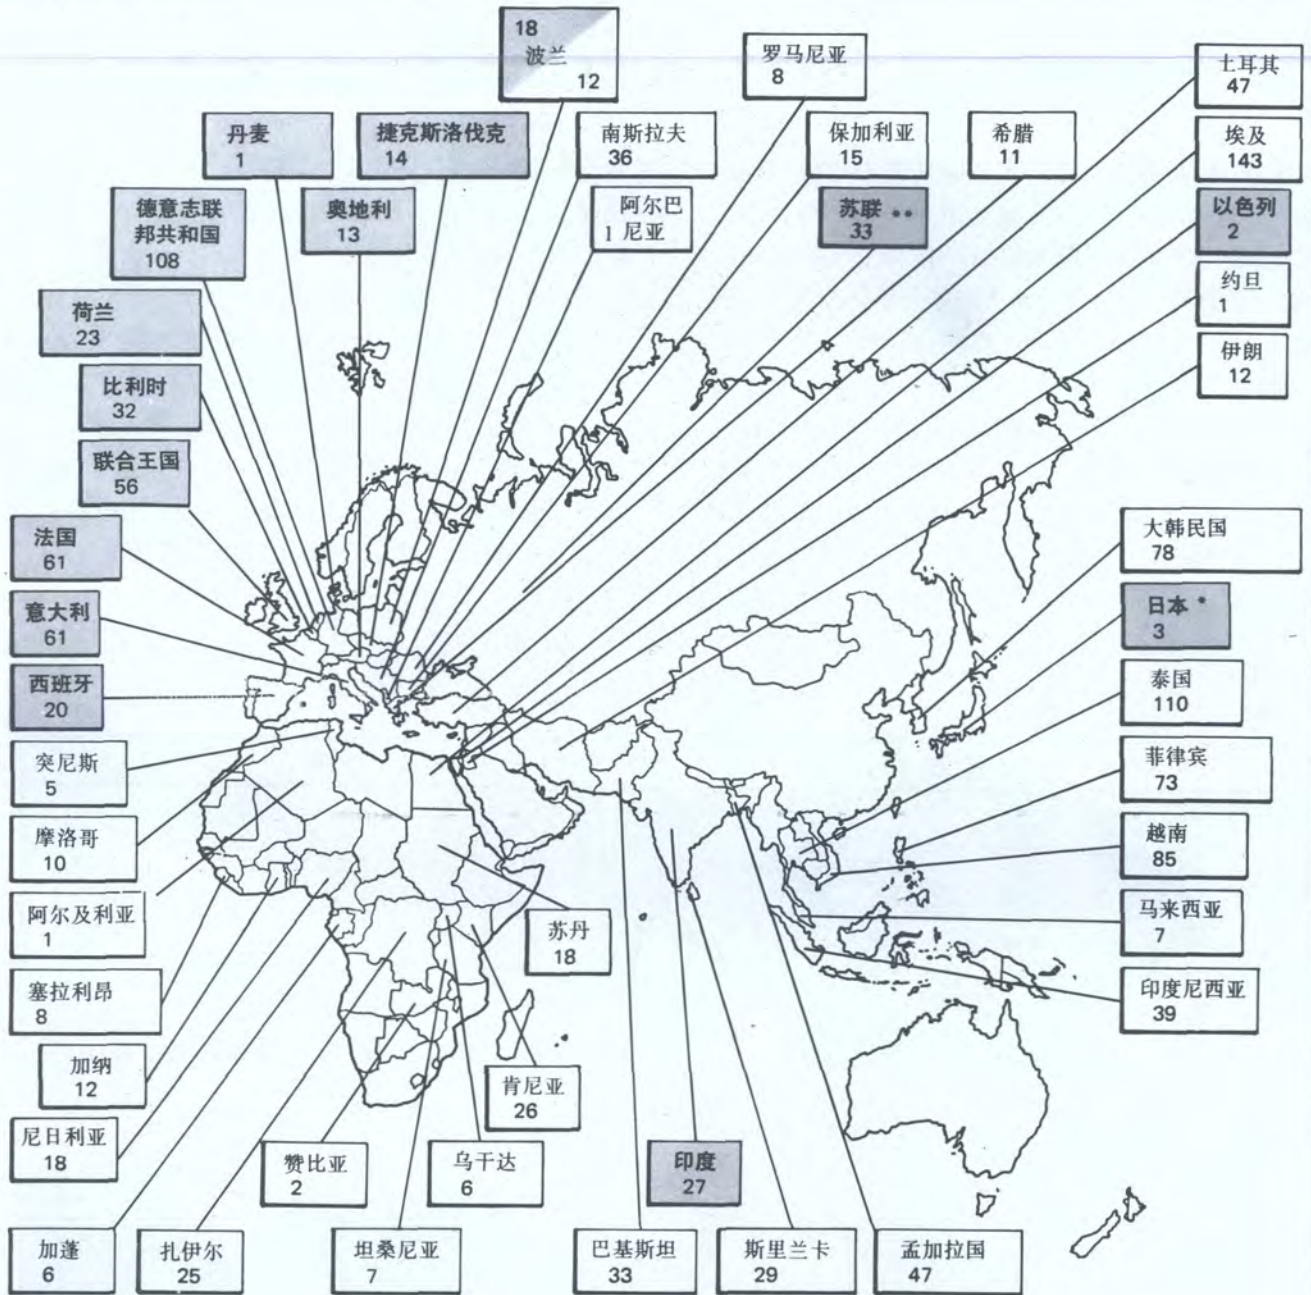 18
波兰
12
罗马尼亚
8
土耳其
47
丹麦
1
捷克斯洛伐克
14
南斯拉夫
36
保加利亚
15
希腊
11
埃及
143
德意志联
邦共和国
108
奥地利
13
阿尔巴
1 尼亚
苏联 **
33
以色列
2
荷兰
23
约旦
1
比利时
32
伊朗
12
联合王国
56
法国
61
大韩民国
78
意大利
61
日本 *
3
西班牙
20
泰国
110
突尼斯
5
菲律宾
73
摩洛哥
10
越南
85
阿尔及利亚
1
苏丹
18
马来西亚
7
塞拉利昂
8
印度尼西亚
39
加纳
12
肯尼亚
26
尼日利亚
18
赞比亚
2
乌干达
6
印度
27
加蓬
6
扎伊尔
25
坦桑尼亚
7
巴基斯坦
33
斯里兰卡
29
孟加拉国
47